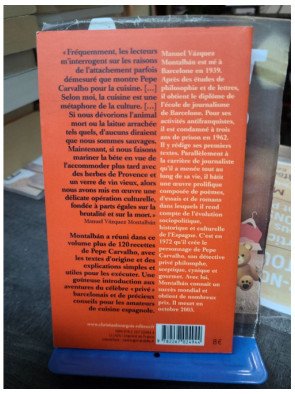 « Fréquemment, les lecteurs
m'interrogent sur les raisons
de l'attachement parfois
démesuré que montre Pepe
Carvalho pour la cuisine. [...]
Selon moi, la cuisine est une
métaphore de la culture. [...]
Si nous dévorions l'animal
mort ou la laitue arrachée
tels quels, d'aucuns diraient
que nous sommes sauvages.
Maintenant, si nous faisons
mariner la bête en vue de
l'accommoder plus tard avec
des herbes de Provence et
un verre de vin vieux, alors
nous avons mis en œuvre une
délicate opération culturelle,
fondée à parts égales sur la
brutalité et sur la mort. »
Manuel Vázquez Montalbán
Montalbán a réuni dans ce
volume plus de 120 recettes
de Pepe Carvalho, avec
les textes d'origine et des
explications simples et
utiles pour les exécuter. Une
goûteuse introduction aux
aventures du célèbre « privé »
barcelonais et de précieux
conseils pour les amateurs
de cuisine espagnole.
Manuel Vázquez
Montalbán est né à
Barcelone en 1939.
Après des études de
philosophie et de lettres,
il obtient le diplôme de
l'école de journalisme
de Barcelone. Pour ses
activités antifranquistes,
il est condamné à trois
ans de prison en 1962.
Il y rédige ses premiers
textes. Parallèlement à
la carrière de journaliste
qu'il a menée tout au
long de sa vie, il bâtit
une œuvre prolifique
composée de poèmes,
d'essais et de romans
dans lesquels il rend
compte de l'évolution
sociopolitique,
historique et culturelle
de l'Espagne. C'est en
1972 qu'il crée le
personnage de Pepe
Carvalho, son détective
privé philosophe,
sceptique, cynique et
gourmet. Avec lui,
Montalbán connaît un
succès mondial et
obtient de nombreux
prix. Il meurt en
octobre 2003.
8 €
9 782267 024944